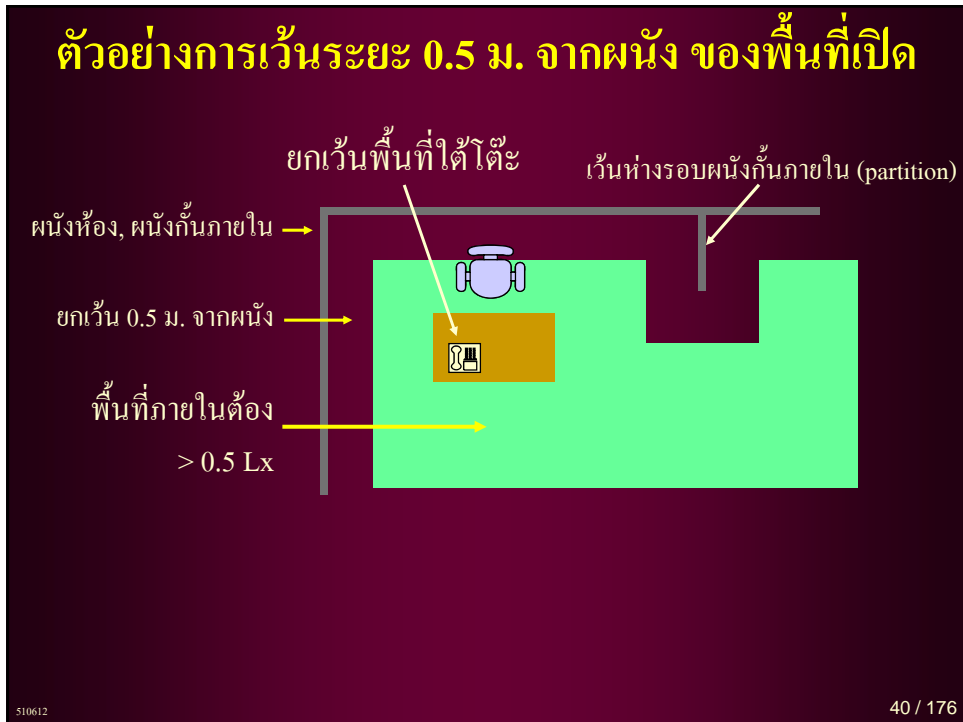 ตัวอย่างการเว้นระยะ 0.5 ม. จากผนัง ของพื้นที่เปิด
ยกเว้นพื้นที่ใต้โต๊ะ
เว้นห่างรอบผนังกั้นภายใน (partition)
ผนังห้อง, ผนังกั้นภายใน
ยกเว้น 0.5 ม. จากผนัง
พื้นที่ภายในต้อง
> 0.5 Lx
510612
40 / 176